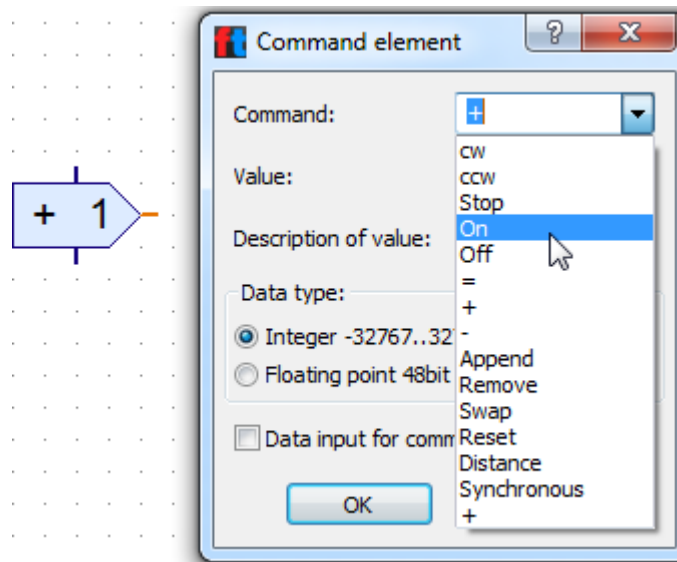 Command element
?
x
Command:
+
Value:
Description of value:
cw
ccw
Stop
On
Off
=
+
-
Append
Remove
Swap
Reset
Distance
Synchronous
+
+ 1
Data type:
Integer -32767..32
Floating point 48bit
Data input for comm
OK